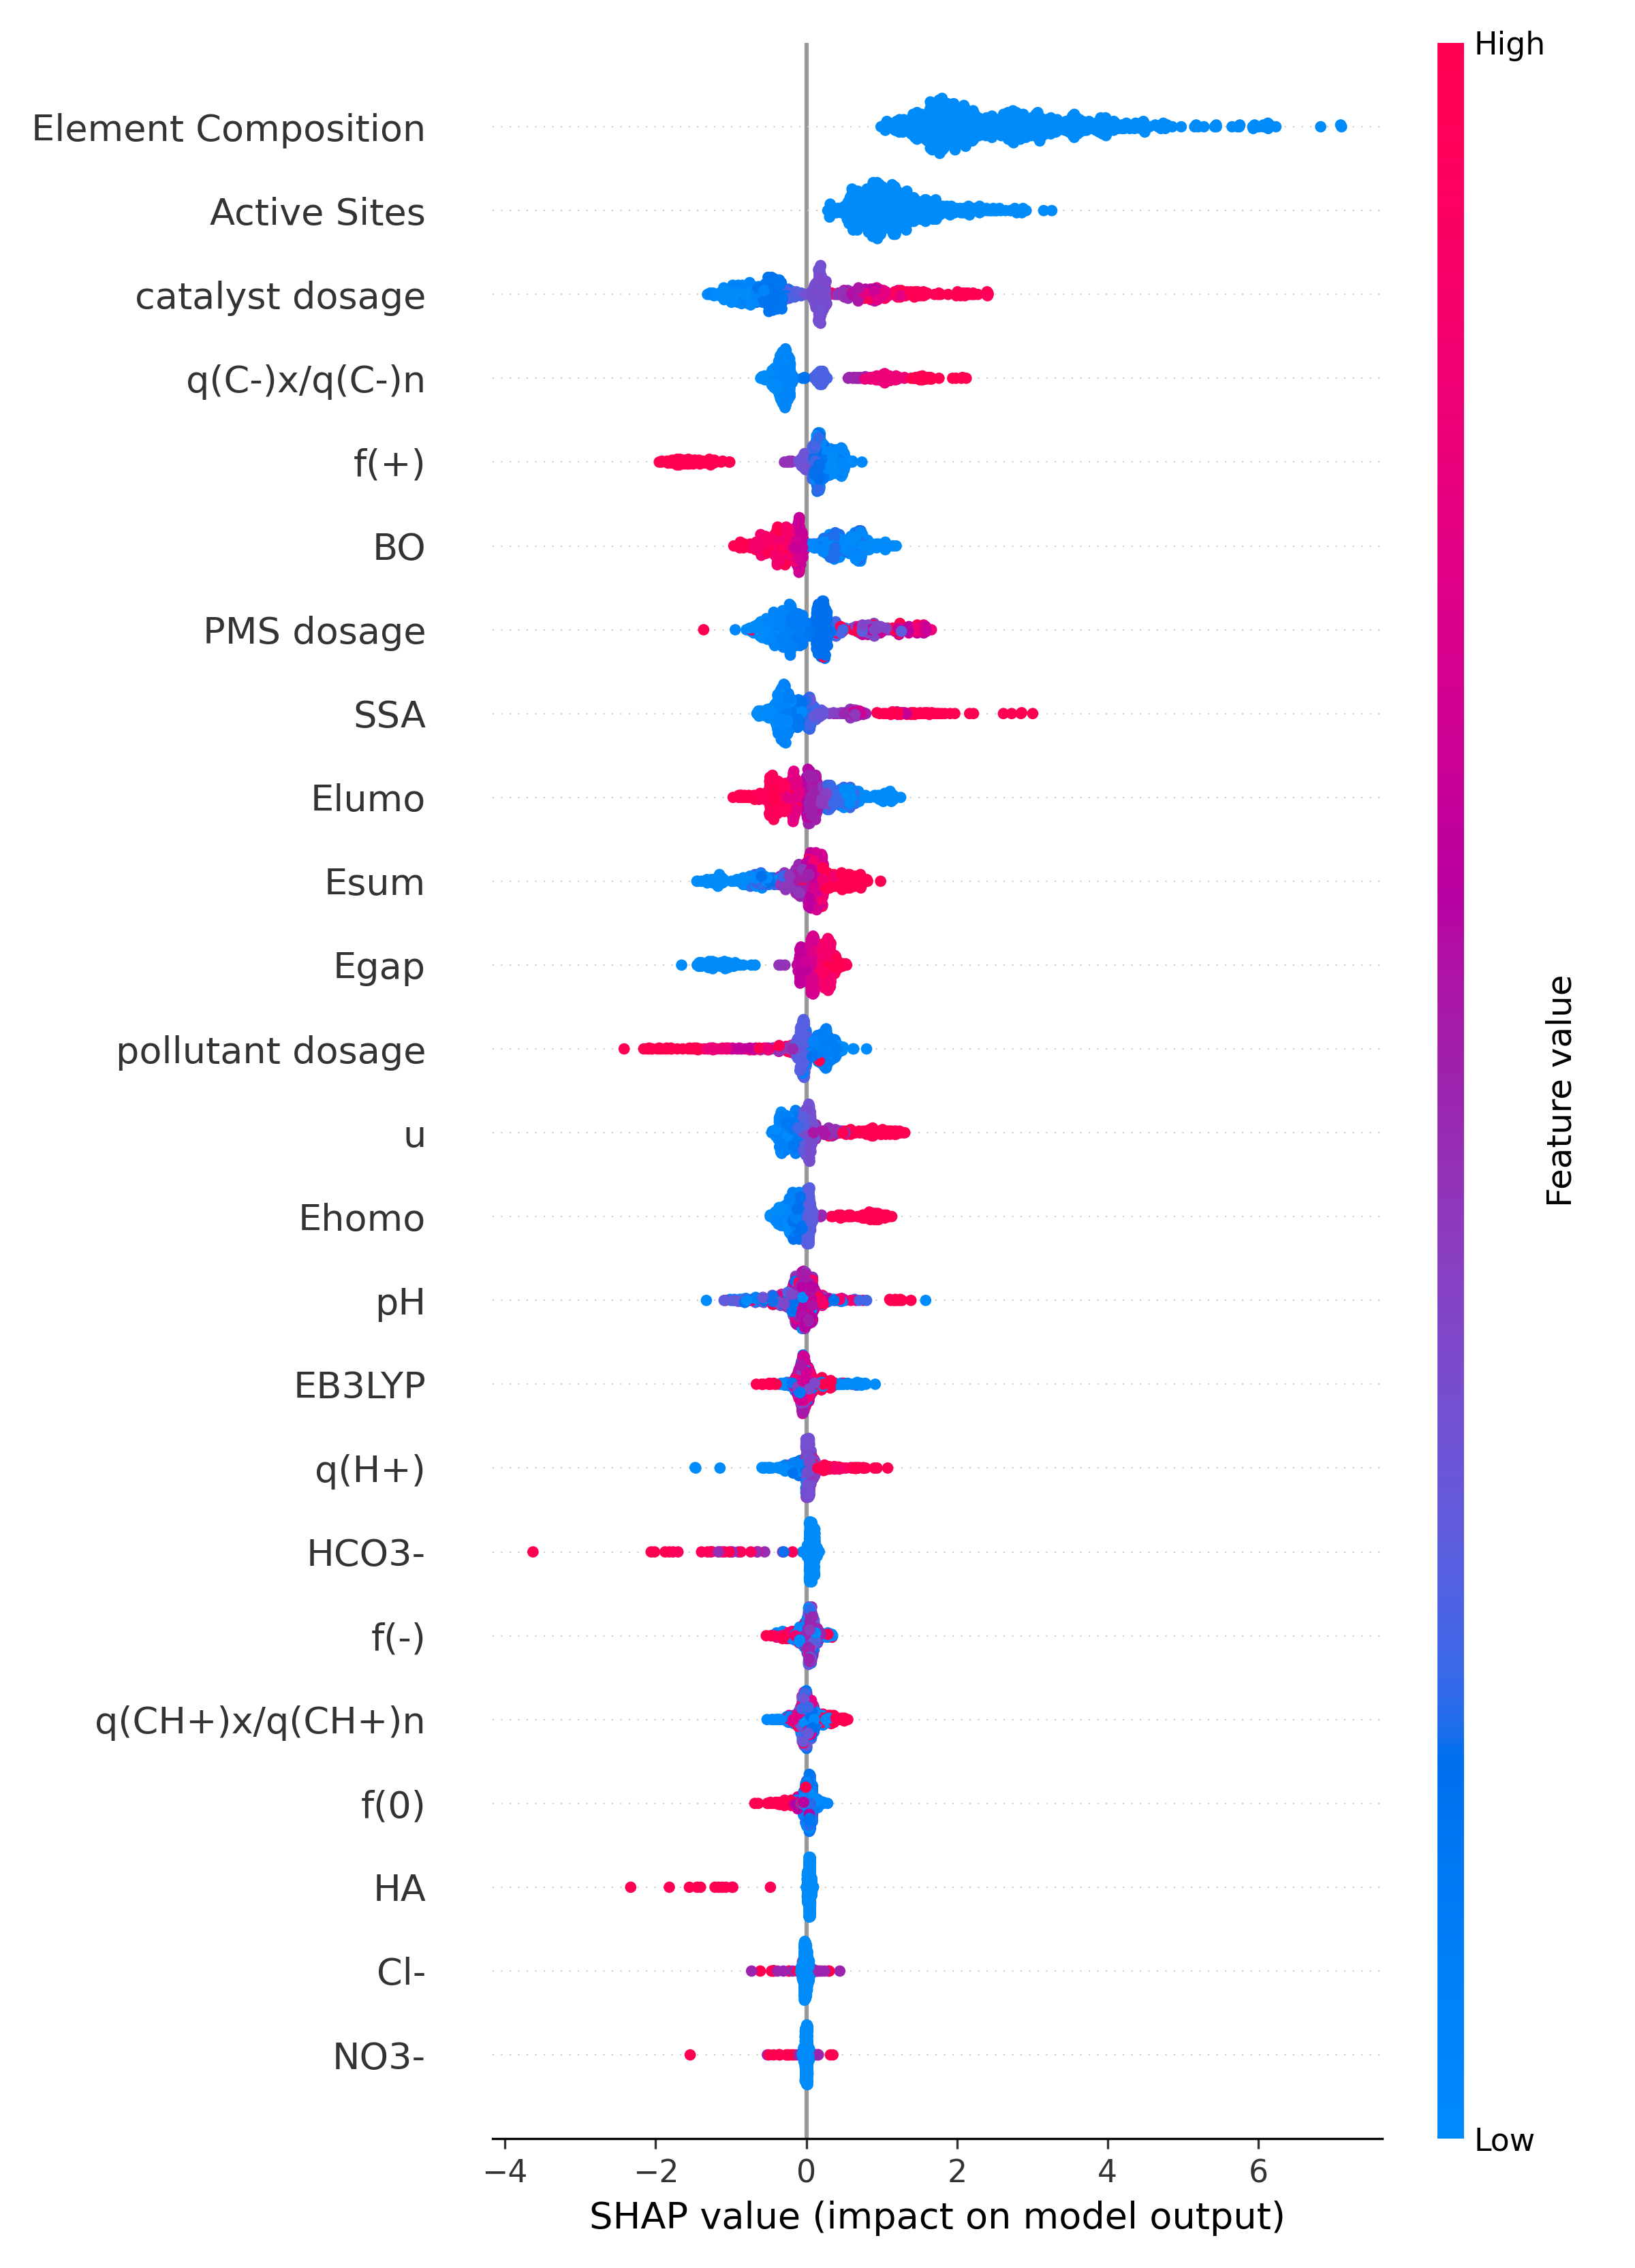 High
Element Composition
Active Sites
catalyst dosage
q(C-)x/q(C-)n
f(+)
BO
PMS dosage
SSA
Elumo
Esum
Egap
pollutant dosage
u
Ehomo
pH
EB3LYP
q(H+)
HCO3-
f(-)
q(CH+)x/q(CH+)n
f(0)
HA
Cl-
NO3-
Feature value
Low
−4 −2 0 2 4 6
SHAP value (impact on model output)